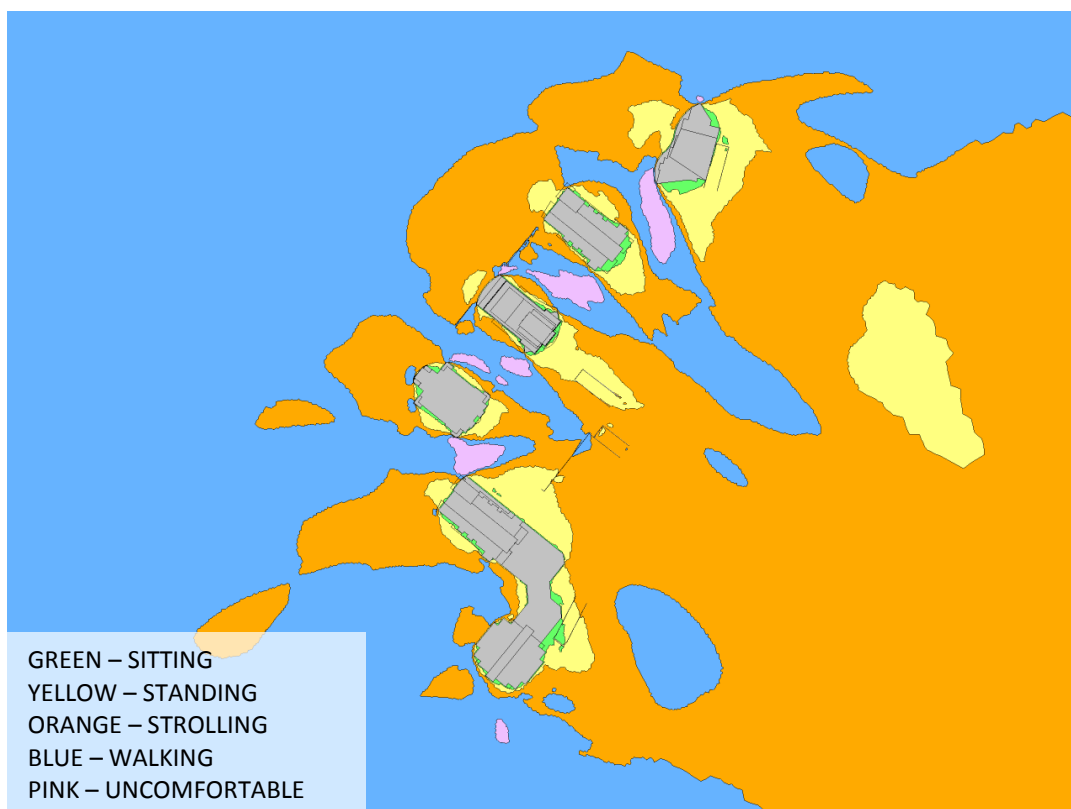 GREEN – SITTING
YELLOW – STANDING
ORANGE – STROLLING
BLUE – WALKING
PINK – UNCOMFORTABLE